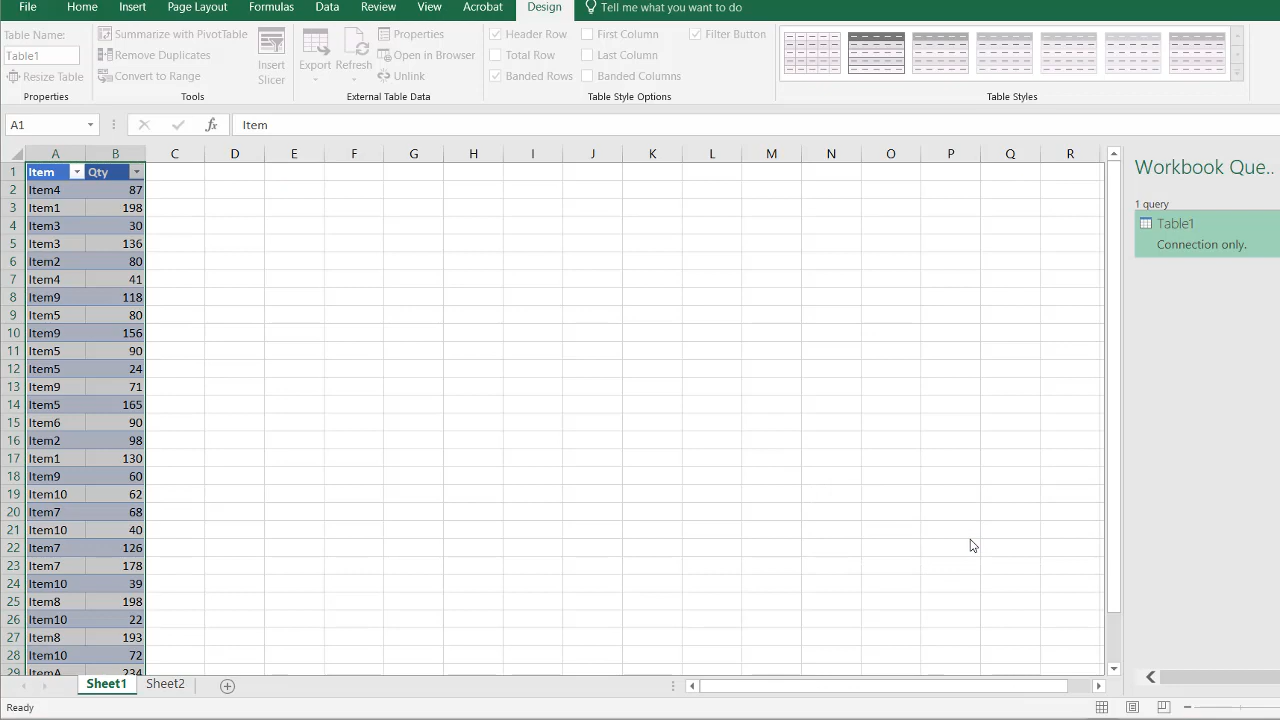 File Home Insert Page Layout Formulas Data Review View Acrobat Design Tell me what you want to do
Table Name:
Table1
Resize Table
Properties
Summarize with PivotTable
Remove Duplicates
Convert to Range
Tools
Insert
Slicer
Export
Refresh
Properties
Open in Browser
Unlink
External Table Data
Header Row
Total Row
Banded Rows
First Column
Last Column
Banded Columns
Filter Button
Table Style Options
Table Styles
A1 fx Item
A B C D E F G H I J K L M N O P Q R
1 Item Qty
2 Item4 87
3 Item1 198
4 Item3 30
5 Item3 136
6 Item2 80
7 Item4 41
8 Item9 118
9 Item5 80
10 Item9 156
11 Item5 90
12 Item5 24
13 Item9 71
14 Item5 165
15 Item6 90
16 Item2 98
17 Item1 130
18 Item9 60
19 Item10 62
20 Item7 68
21 Item10 40
22 Item7 126
23 Item7 178
24 Item10 39
25 Item8 198
26 Item10 22
27 Item8 193
28 Item10 72
29 ItemA 234
Workbook Que..
1 query
Table1
Connection only.
Sheet1 Sheet2
Ready